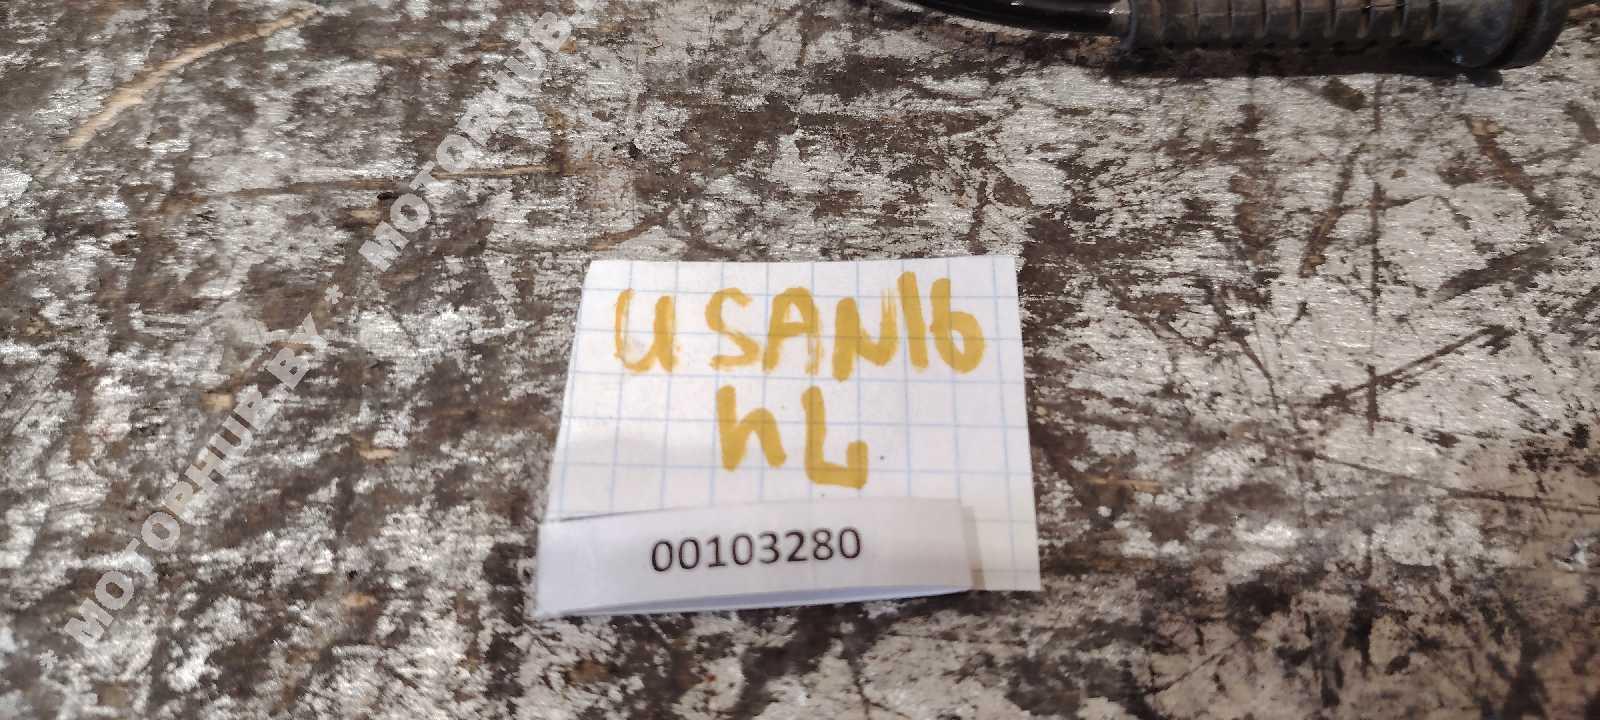 USAN16
hL
00103280
* MOTORHUB.BY * MOTORHUB